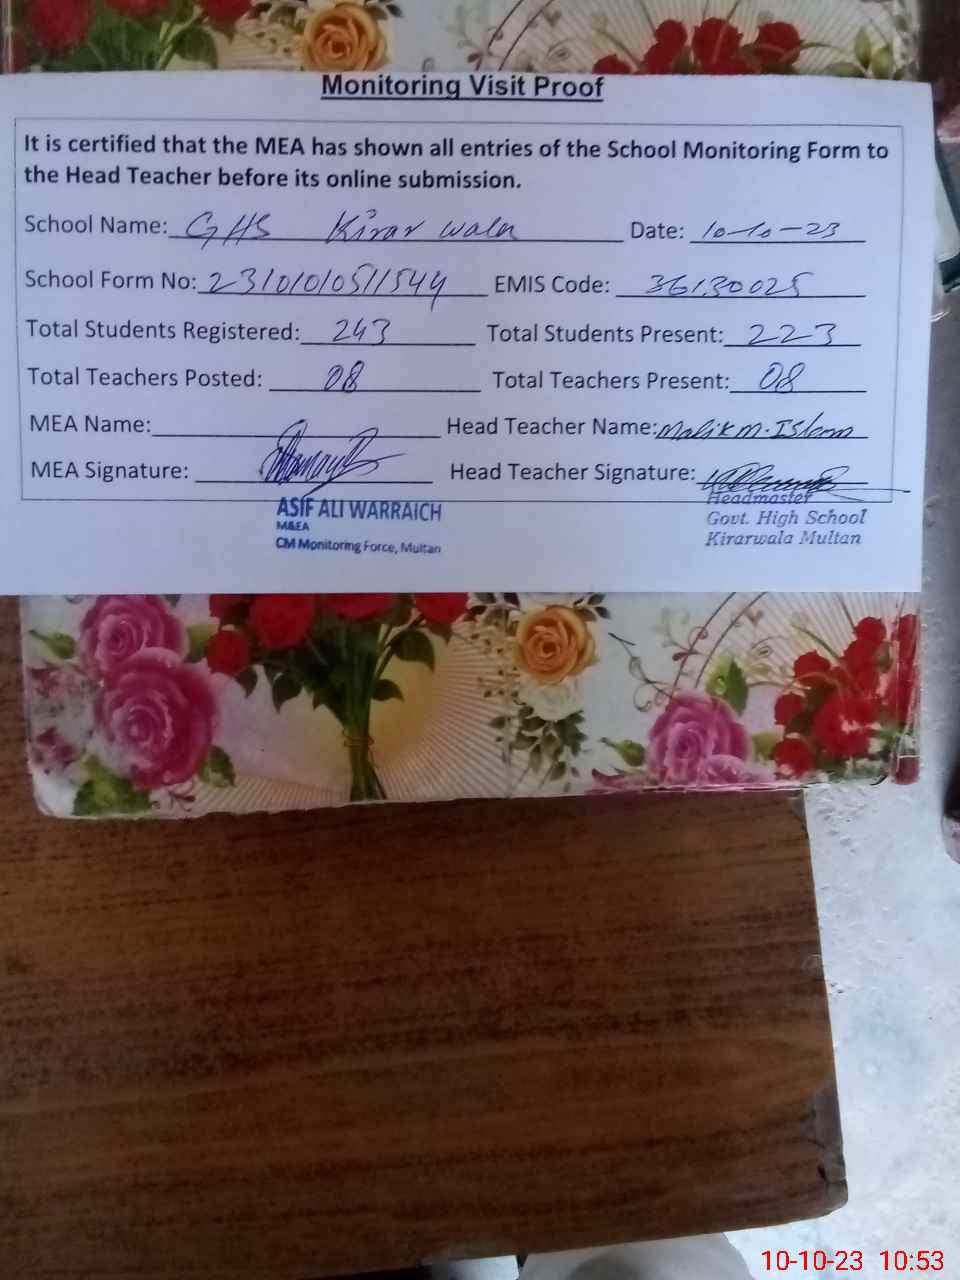 Monitoring Visit Proof
It is certified that the MEA has shown all entries of the School Monitoring Form to
the Head Teacher before its online submission.
School Name: GHS Kirar wala Date: 10-10-23
School Form No: 23101010511544 EMIS Code: 36130025
Total Students Registered: 243 Total Students Present: 223
Total Teachers Posted: 08 Total Teachers Present: 08
MEA Name: Head Teacher Name: Malik M. Islam
MEA Signature: Head Teacher Signature:
ASIF ALI WARRAICH Headmaster
M&EA Govt. High School
CM Monitoring Force, Multan Kirarwala Multan
10-10-23 10:53